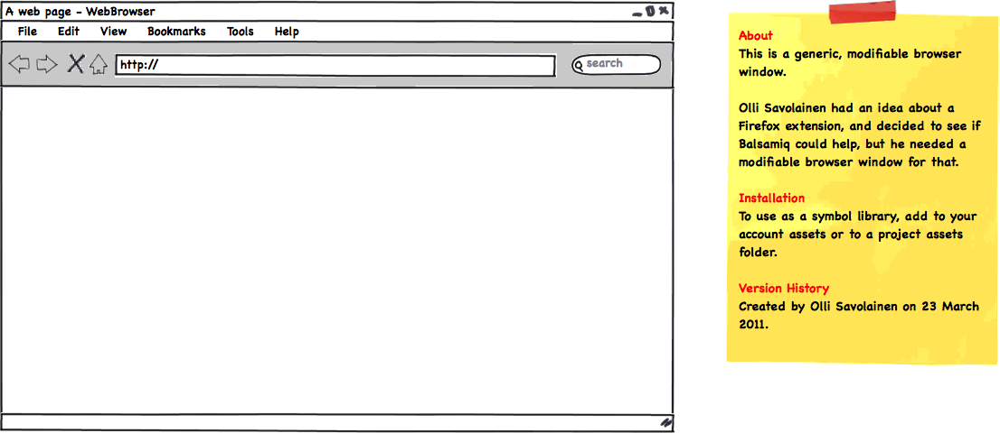 A web page - WebBrowser
File Edit View Bookmarks Tools Help
http://
search
About
This is a generic, modifiable browser
window.
Olli Savolainen had an idea about a
Firefox extension, and decided to see if
Balsamiq could help, but he needed a
modifiable browser window for that.
Installation
To use as a symbol library, add to your
account assets or to a project assets
folder.
Version History
Created by Olli Savolainen on 23 March
2011.